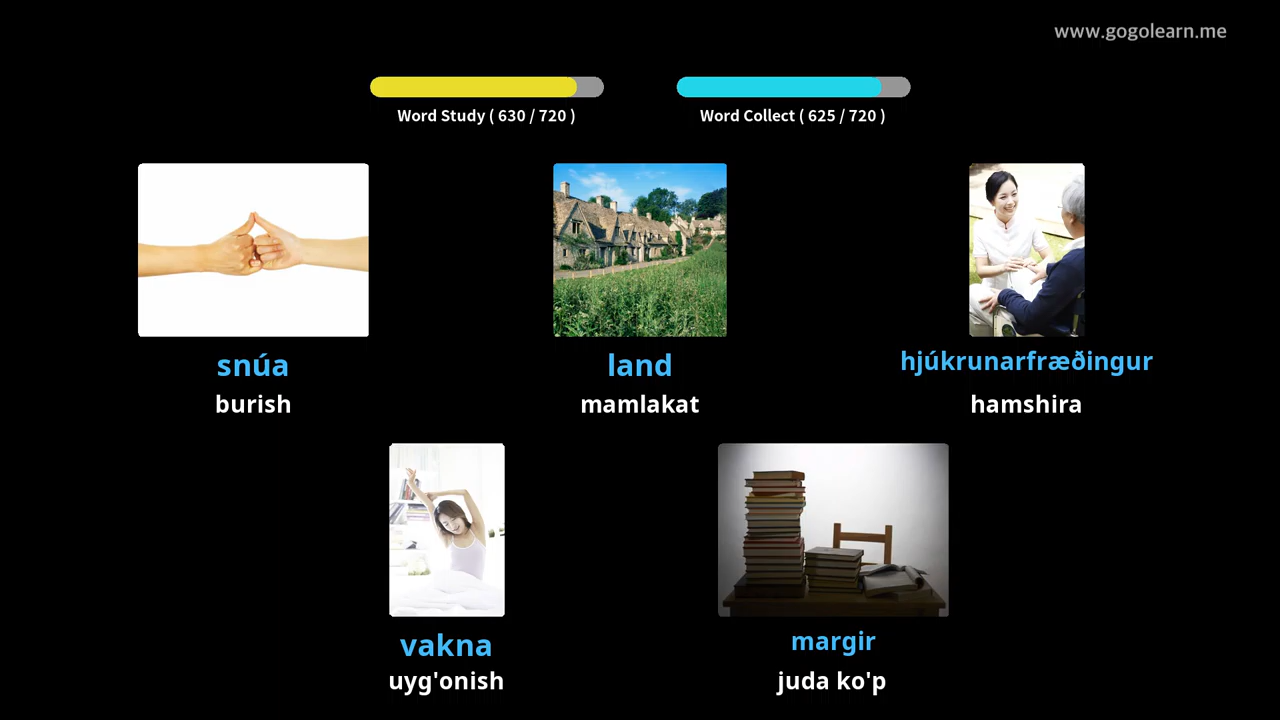 www.gogolearn.me
Word Study ( 630 / 720 )
Word Collect ( 625 / 720 )
snúa
burish
land
mamlakat
hjúkrunarfræðingur
hamshira
vakna
uyg'onish
margir
juda ko'p